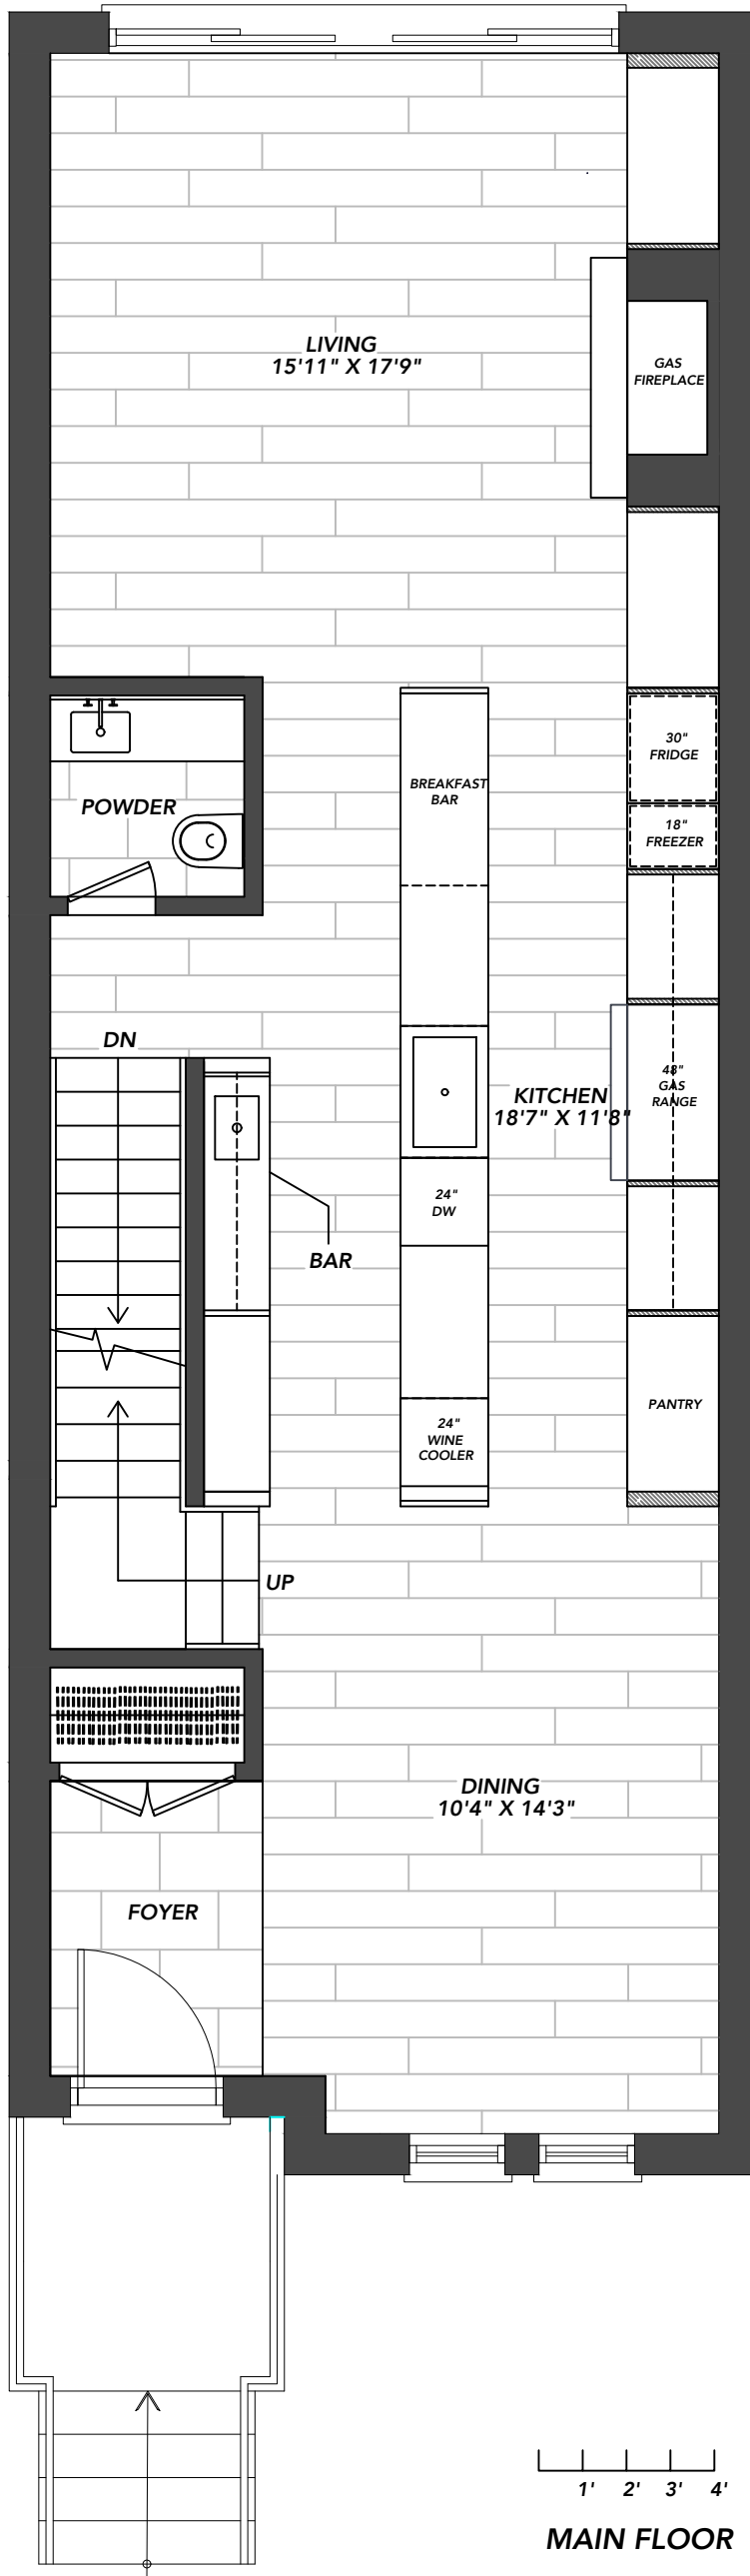 LIVING
15'11" X 17'9"
GAS
FIREPLACE
30"
FRIDGE
BREAKFAST
BAR
POWDER
18"
FREEZER
DN
48"
GAS
RANGE
KITCHEN
18'7" X 11'8"
24"
DW
BAR
PANTRY
24"
WINE
COOLER
UP
DINING
10'4" X 14'3"
FOYER
1' 2' 3' 4'
MAIN FLOOR